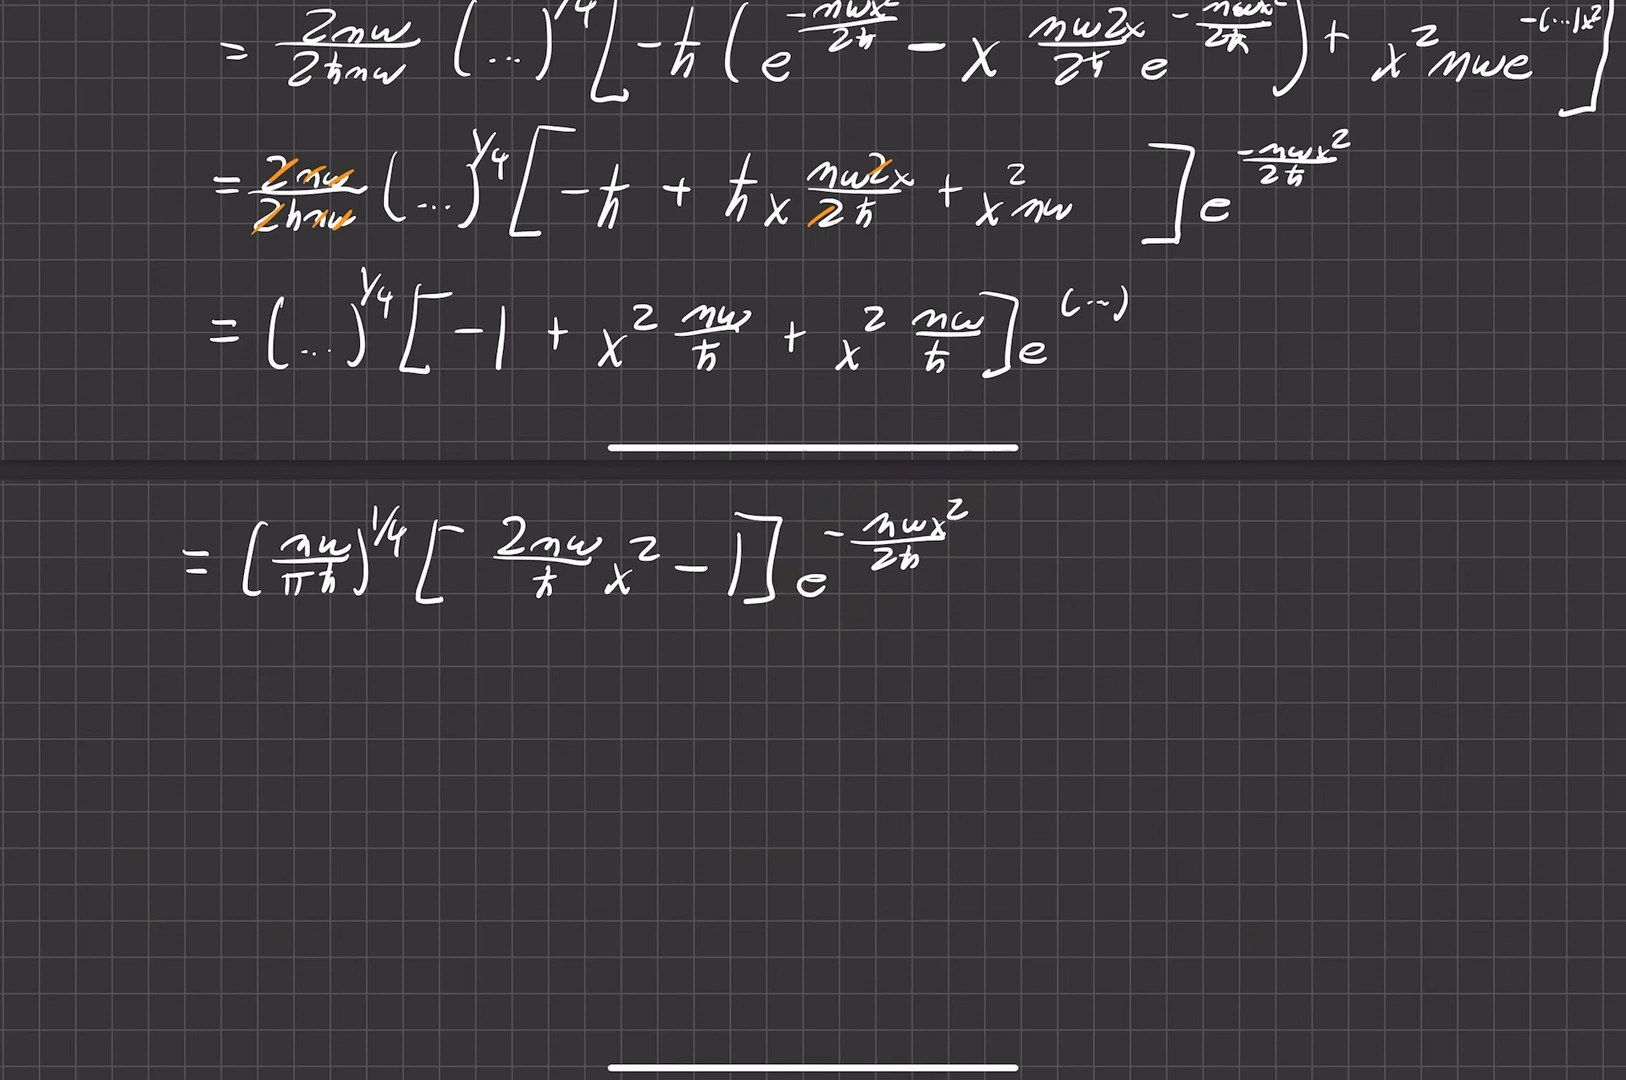 = 2mω/2ħmω (...)^1/4 [-ħ (e^(-mωx²/2ħ) - x mω2x/2ħ e^(-mωx²/2ħ)) + x² mω e^(-(...)x²)]
= 2mω/2ħmω (...)^1/4 [-ħ + ħx mω2x/2ħ + x² mω] e^(-mωx²/2ħ)
= (...)^1/4 [-1 + x² mω/ħ + x² mω/ħ] e^(...)
= (mω/πħ)^1/4 [2mω/ħ x² - 1] e^(-mωx²/2ħ)